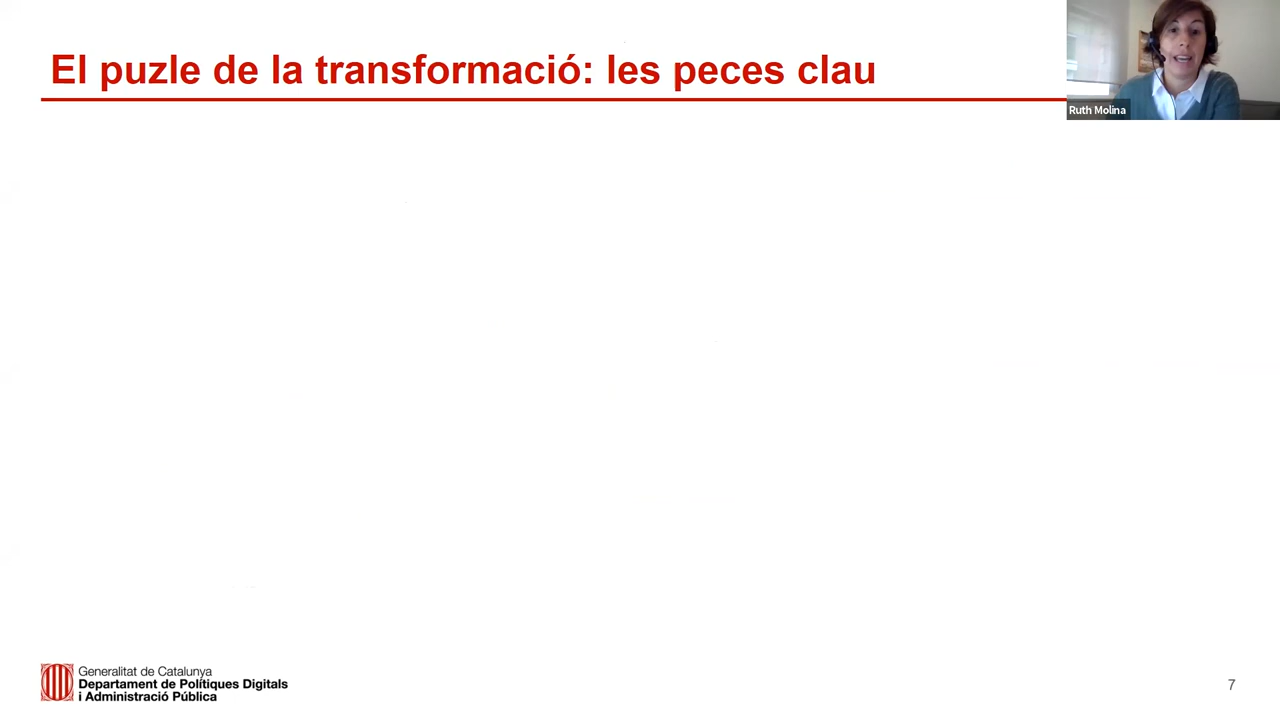 El puzle de la transformació: les peces clau
Ruth Molina
Generalitat de Catalunya
Departament de Polítiques Digitals
i Administració Pública
7